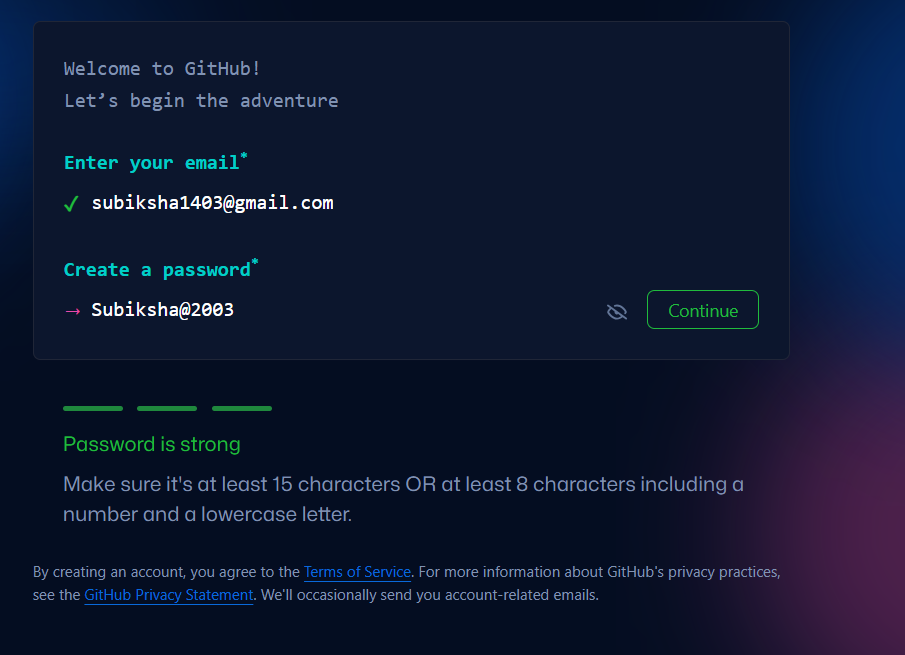 Welcome to GitHub!
Let’s begin the adventure
Enter your email*
✓ subiksha1403@gmail.com
Create a password*
→ Subiksha@2003
Continue
Password is strong
Make sure it's at least 15 characters OR at least 8 characters including a
number and a lowercase letter.
By creating an account, you agree to the Terms of Service. For more information about GitHub's privacy practices,
see the GitHub Privacy Statement. We'll occasionally send you account-related emails.